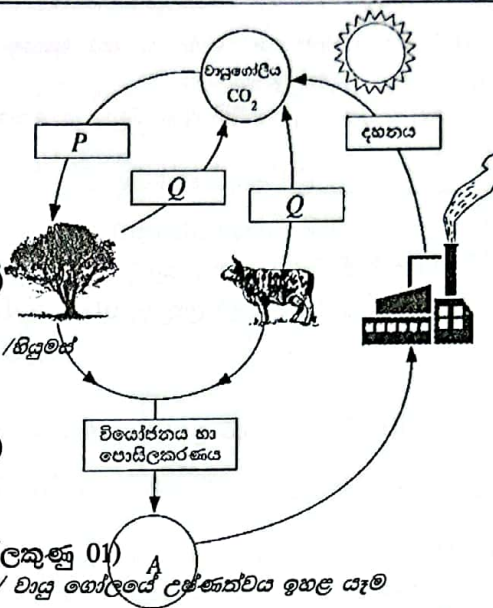 වායුගෝලීය
CO2
P
දහනය
Q
Q
)
/හියුමස්
වියෝජනය හා
පොසිලකරණය
)
ලකුණු 01)
A
/ වායු ගෝලයේ උෂ්ණත්වය ඉහළ යෑම